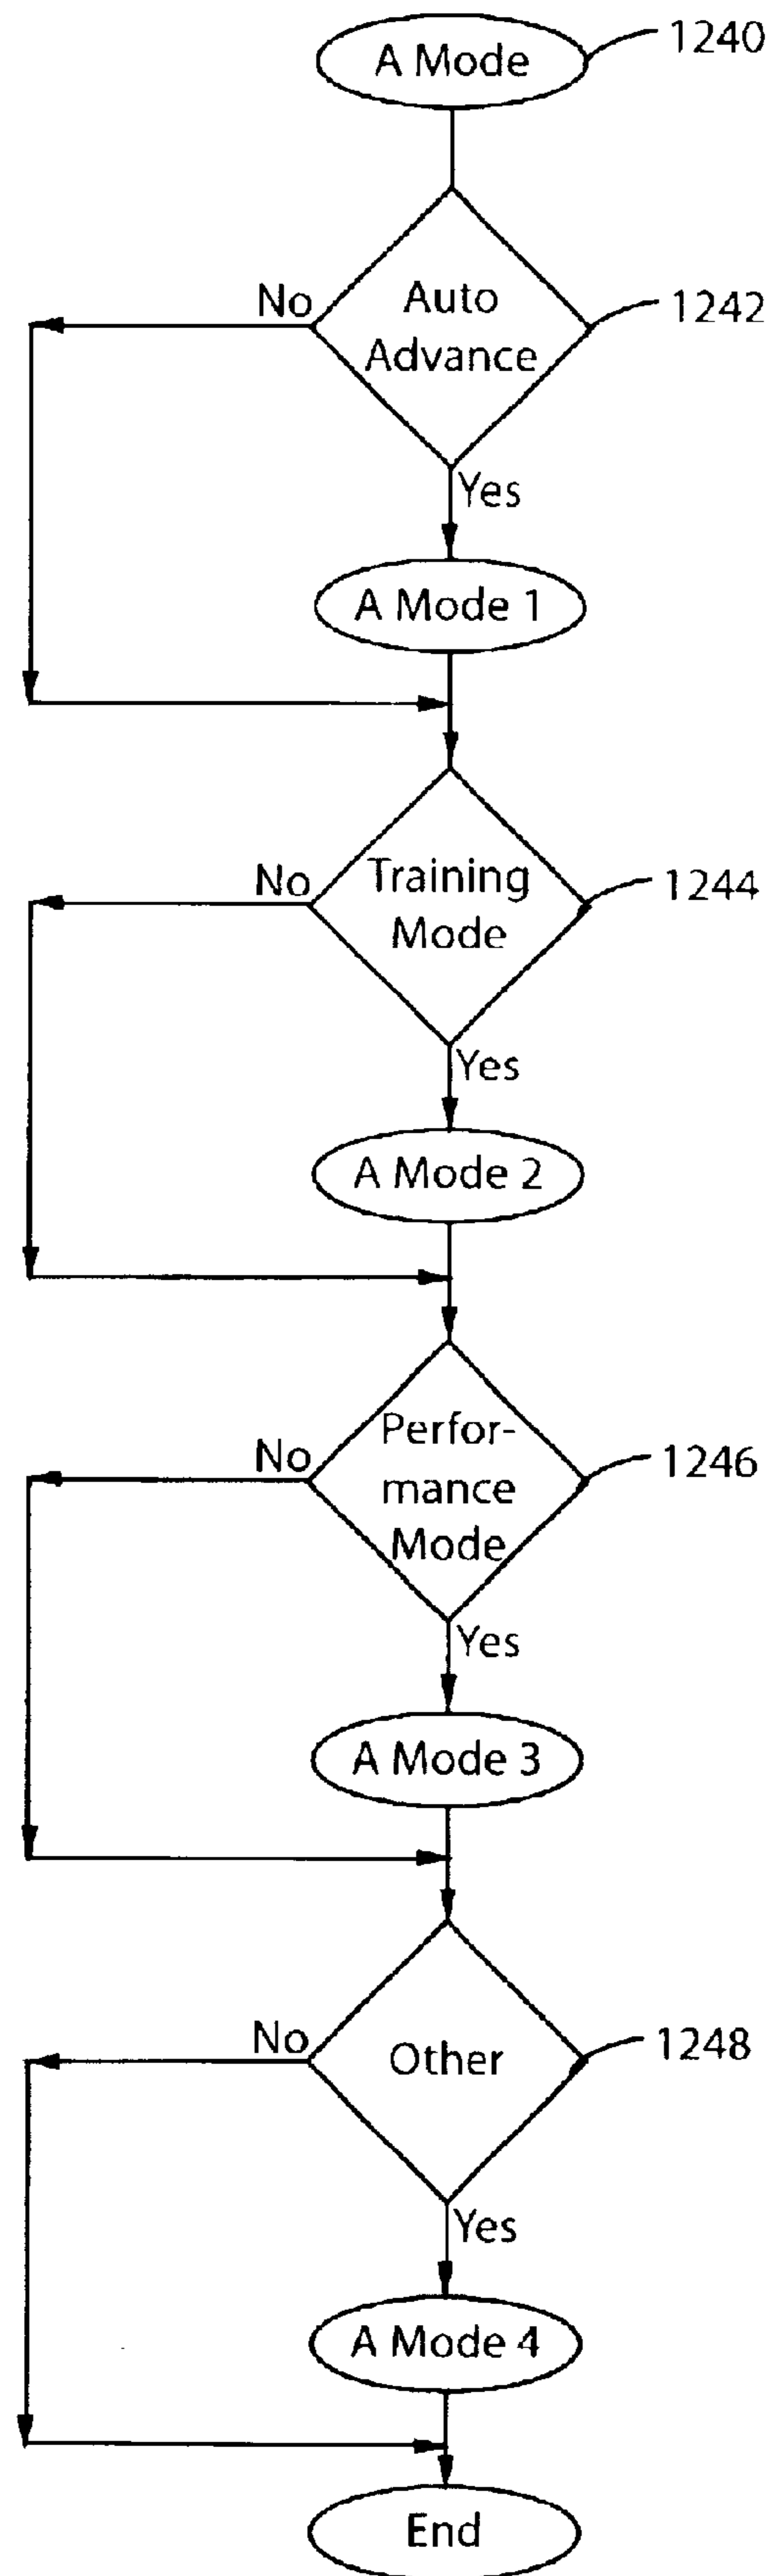 A Mode
1240
No
Auto
Advance
1242
Yes
A Mode 1
No
Training
Mode
1244
Yes
A Mode 2
No
Perfor-
mance
Mode
1246
Yes
A Mode 3
No
Other
1248
Yes
A Mode 4
End